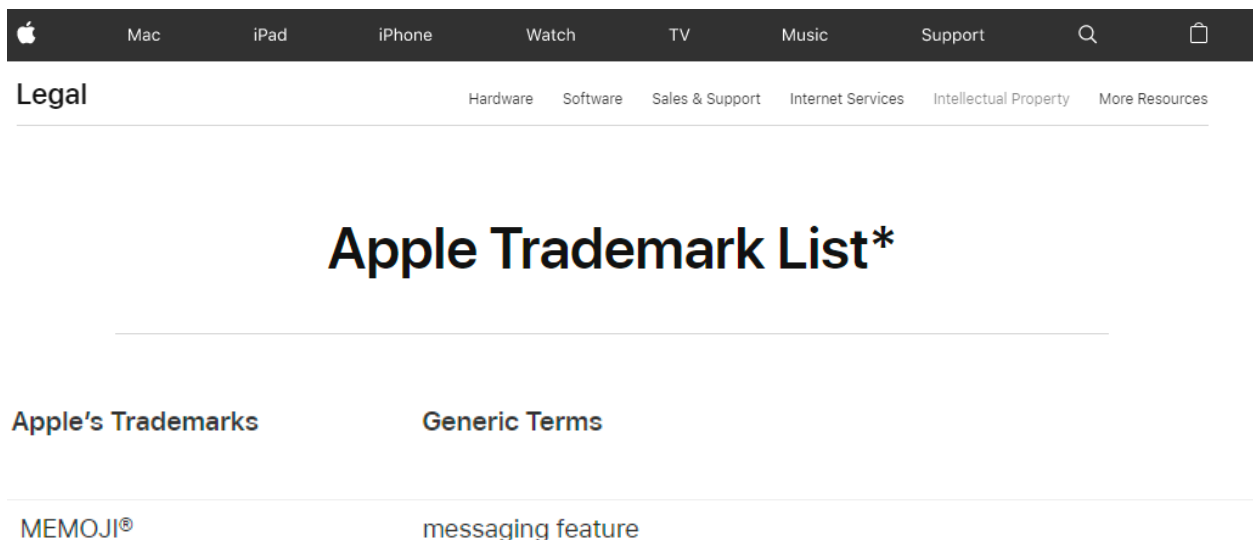 Mac iPad iPhone Watch TV Music Support
Legal Hardware Software Sales & Support Internet Services Intellectual Property More Resources
Apple Trademark List*
Apple's Trademarks Generic Terms
MEMOJI® messaging feature